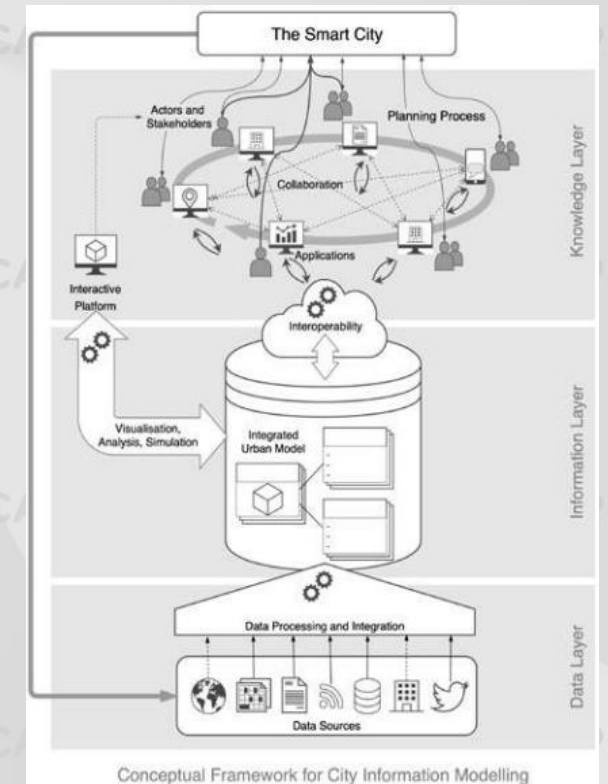 The Smart City
Actors and
Stakeholders
Planning Process
Collaboration
Applications
Interactive
Platform
Knowledge Layer
Interoperability
Visualisation,
Analysis, Simulation
Integrated
Urban Model
Information Layer
Data Processing and Integration
Data Sources
Data Layer
Conceptual Framework for City Information Modelling